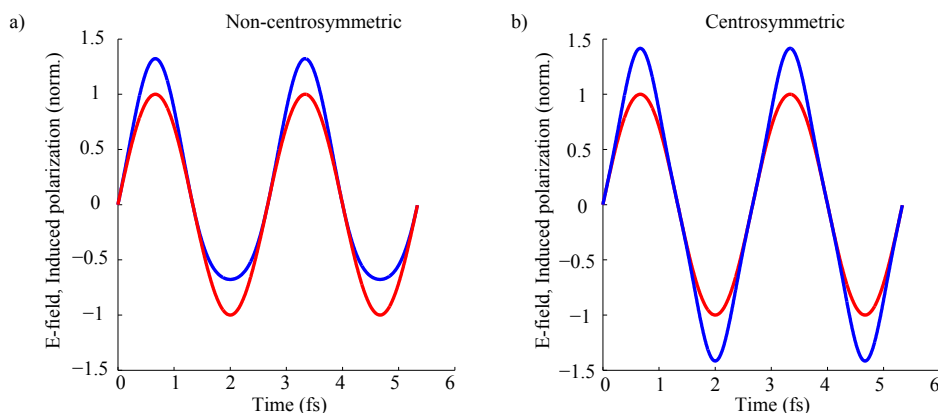 a)
Non-centrosymmetric
E-field, Induced polarization (norm.)
1.5
1
0.5
0
−0.5
−1
−1.5
0 1 2 3 4 5 6
Time (fs)
b)
Centrosymmetric
E-field, Induced polarization (norm.)
1.5
1
0.5
0
−0.5
−1
−1.5
0 1 2 3 4 5 6
Time (fs)